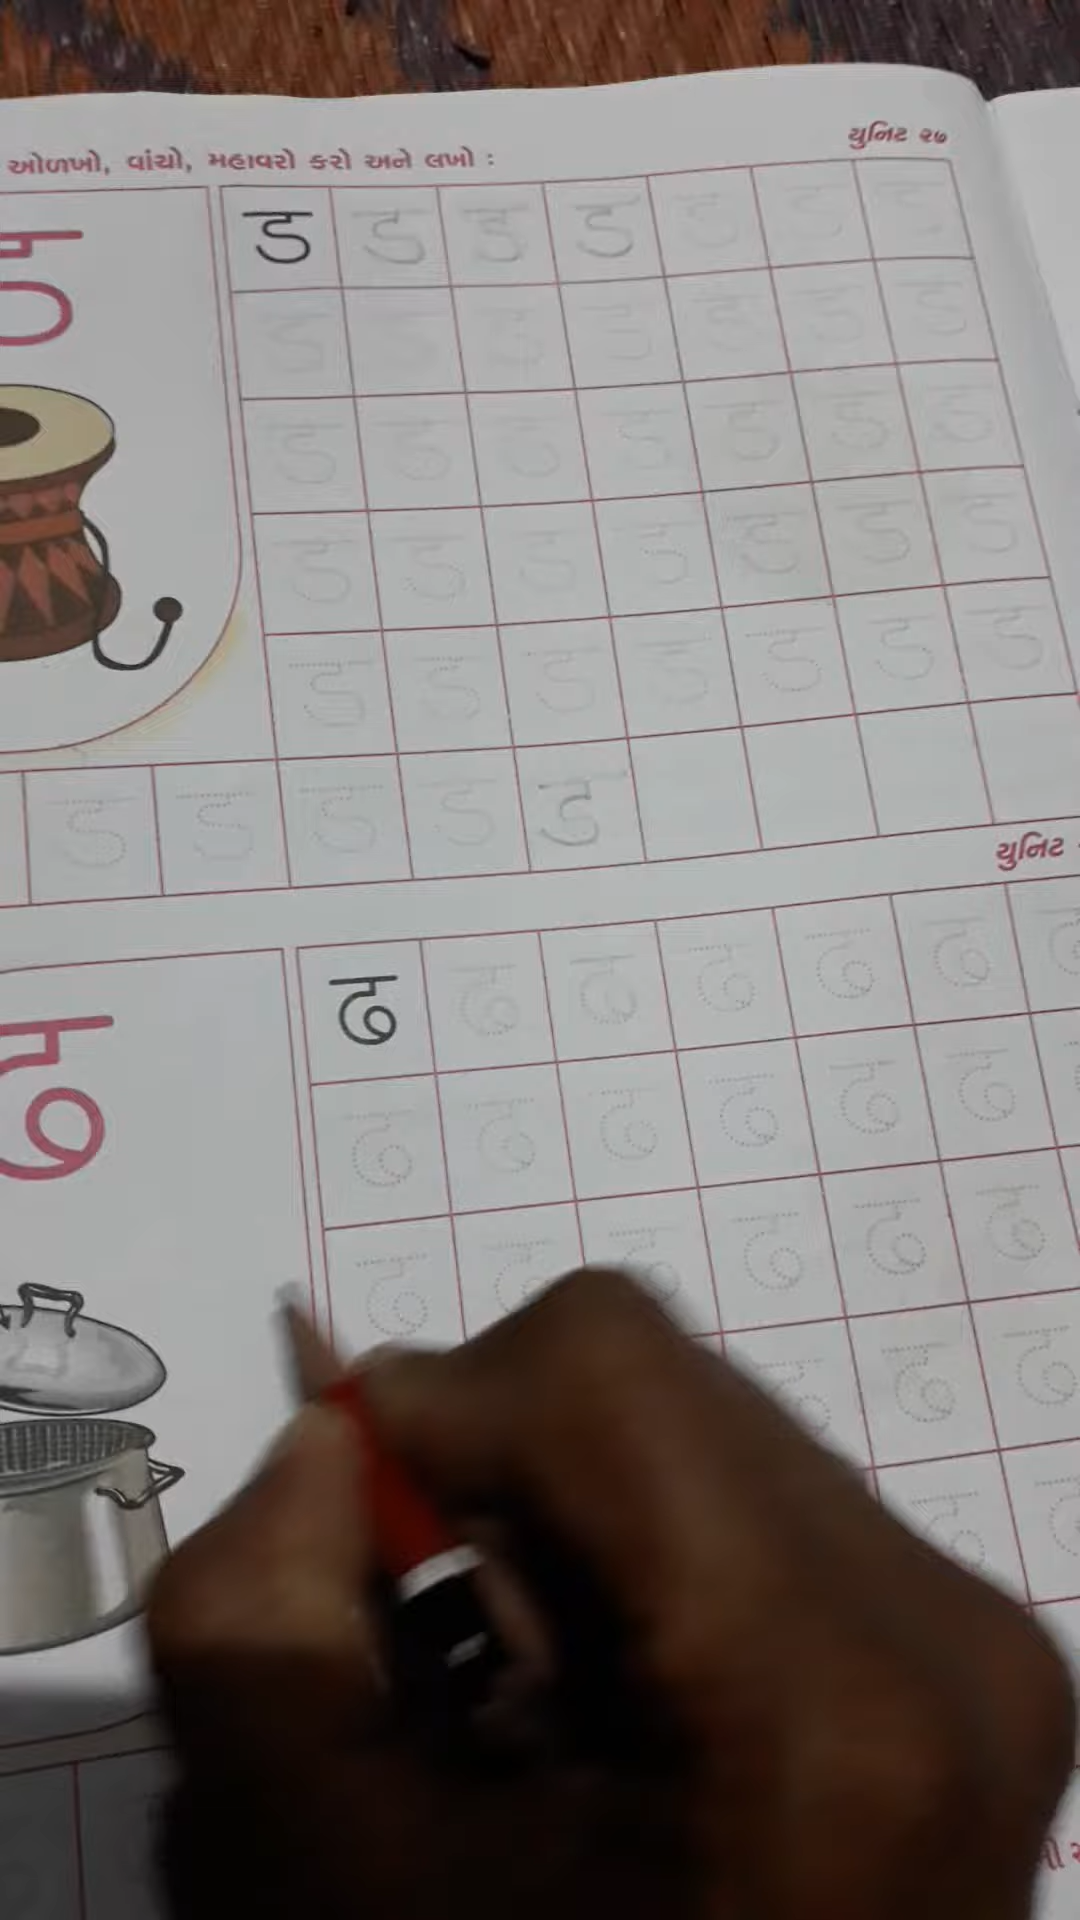 યુનિટ ૨૭
ઓળખો, વાંચો, મહાવરો કરો અને લખો :
ડ ડ ડ ડ ડ ડ ડ
ડ ડ ડ ડ ડ ડ ડ
ડ ડ ડ ડ ડ ડ ડ
ડ ડ ડ ડ ડ ડ ડ
ડ ડ ડ ડ ડ ડ ડ
ડ ડ ડ ડ ડ
યુનિટ
ઢ
ઢ ઢ ઢ ઢ ઢ ઢ ઢ
ઢ ઢ ઢ ઢ ઢ ઢ
ઢ ઢ ઢ ઢ ઢ ઢ
ઢ ઢ ઢ
ઢ ઢ